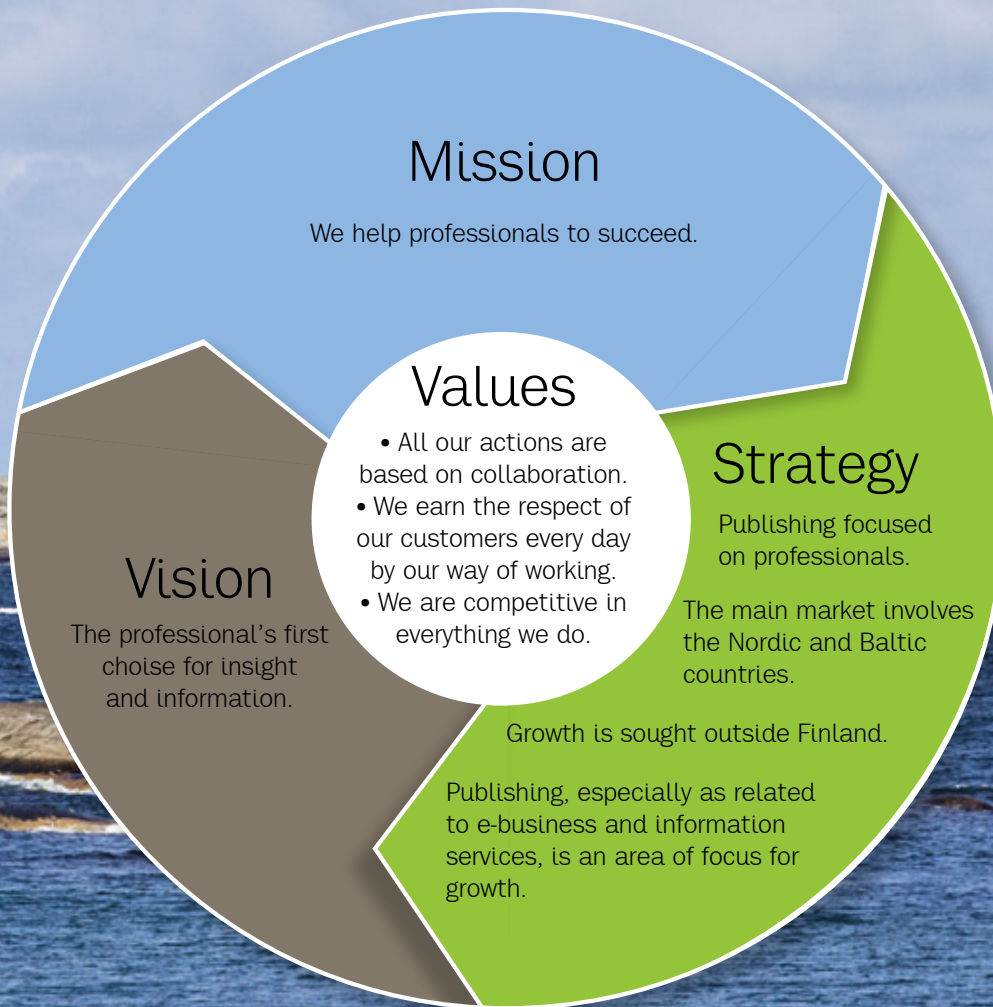 Mission
We help professionals to succeed.
Values
• All our actions are
based on collaboration.
• We earn the respect of
our customers every day
by our way of working.
• We are competitive in
everything we do.
Strategy
Publishing focused
on professionals.
The main market involves
the Nordic and Baltic
countries.
Growth is sought outside Finland.
Publishing, especially as related
to e-business and information
services, is an area of focus for
growth.
Vision
The professional’s first
choise for insight
and information.